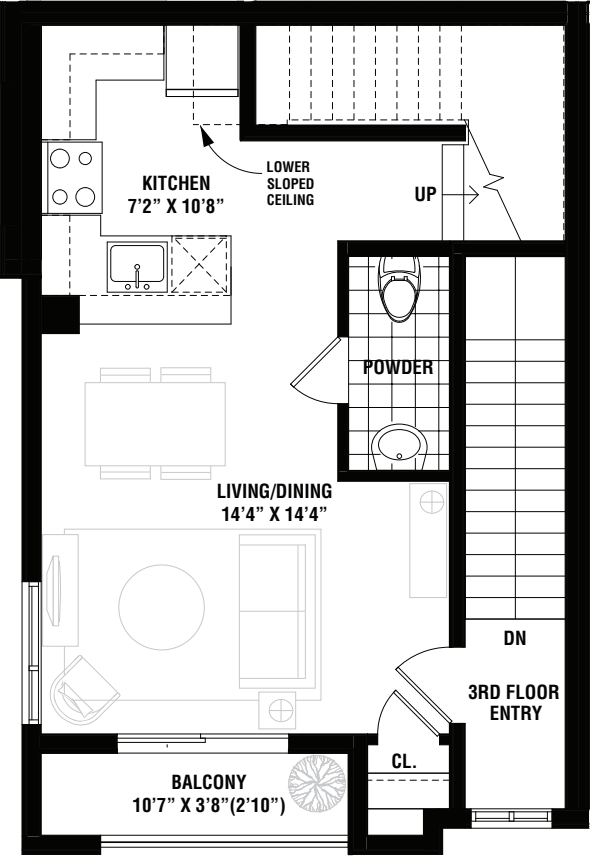 LOWER
SLOPED
CEILING
KITCHEN
7'2” X 10'8”
UP
POWDER
LIVING/DINING
14'4” X 14'4”
DN
3RD FLOOR
ENTRY
CL.
BALCONY
10'7” X 3'8”(2'10”)